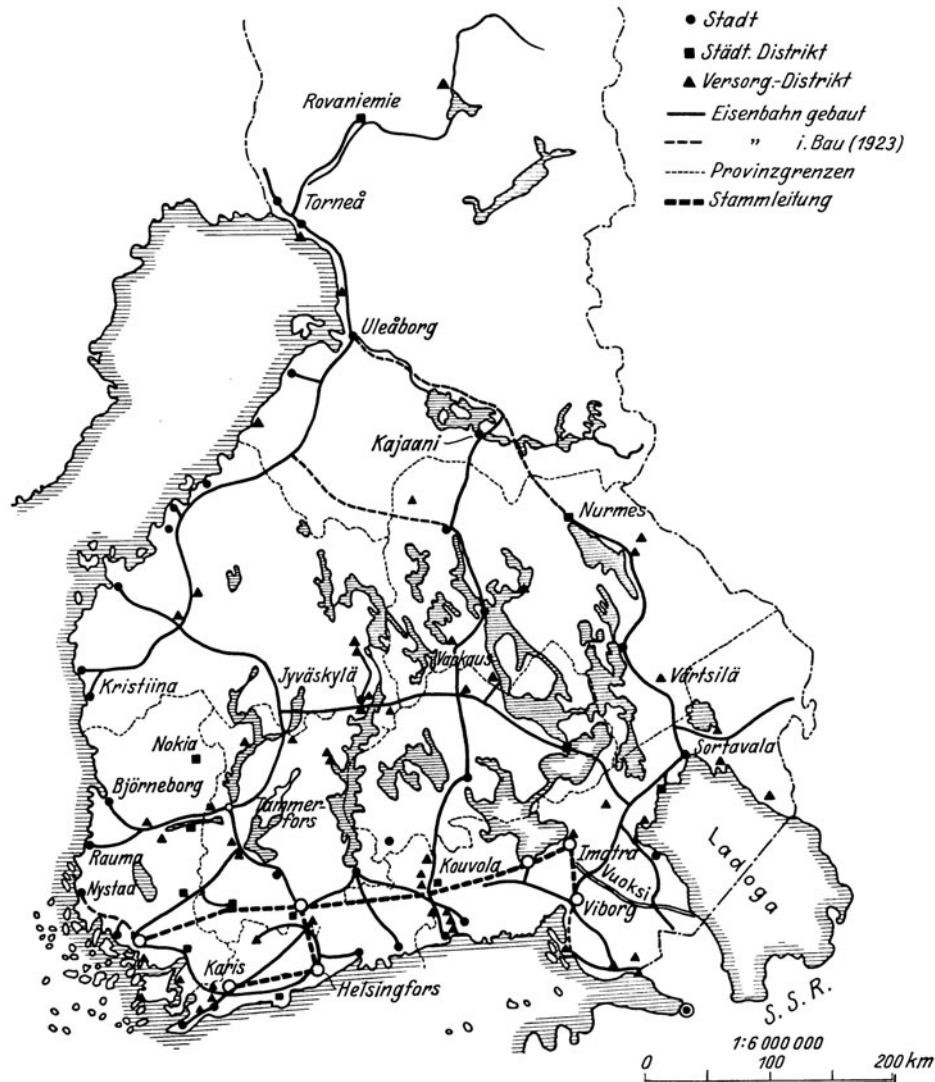 Stadt
Städt. Distrikt
Versorg.-Distrikt
Eisenbahn gebaut
" i. Bau (1923)
Provinzgrenzen
Stammleitung
Rovaniemie
Torneå
Uleåborg
Kajaani
Nurmes
Jyväskylä
Warkaus
Värtsilä
Kristiina
Nokia
Sortavala
Björneborg
Tammer-
fors
Ladoga
Rauma
Kouvola
Imatra
Vuoksi
Nystad
Viborg
Karis
Helsingfors
S. S. R.
1:6 000 000
0 100 200 km